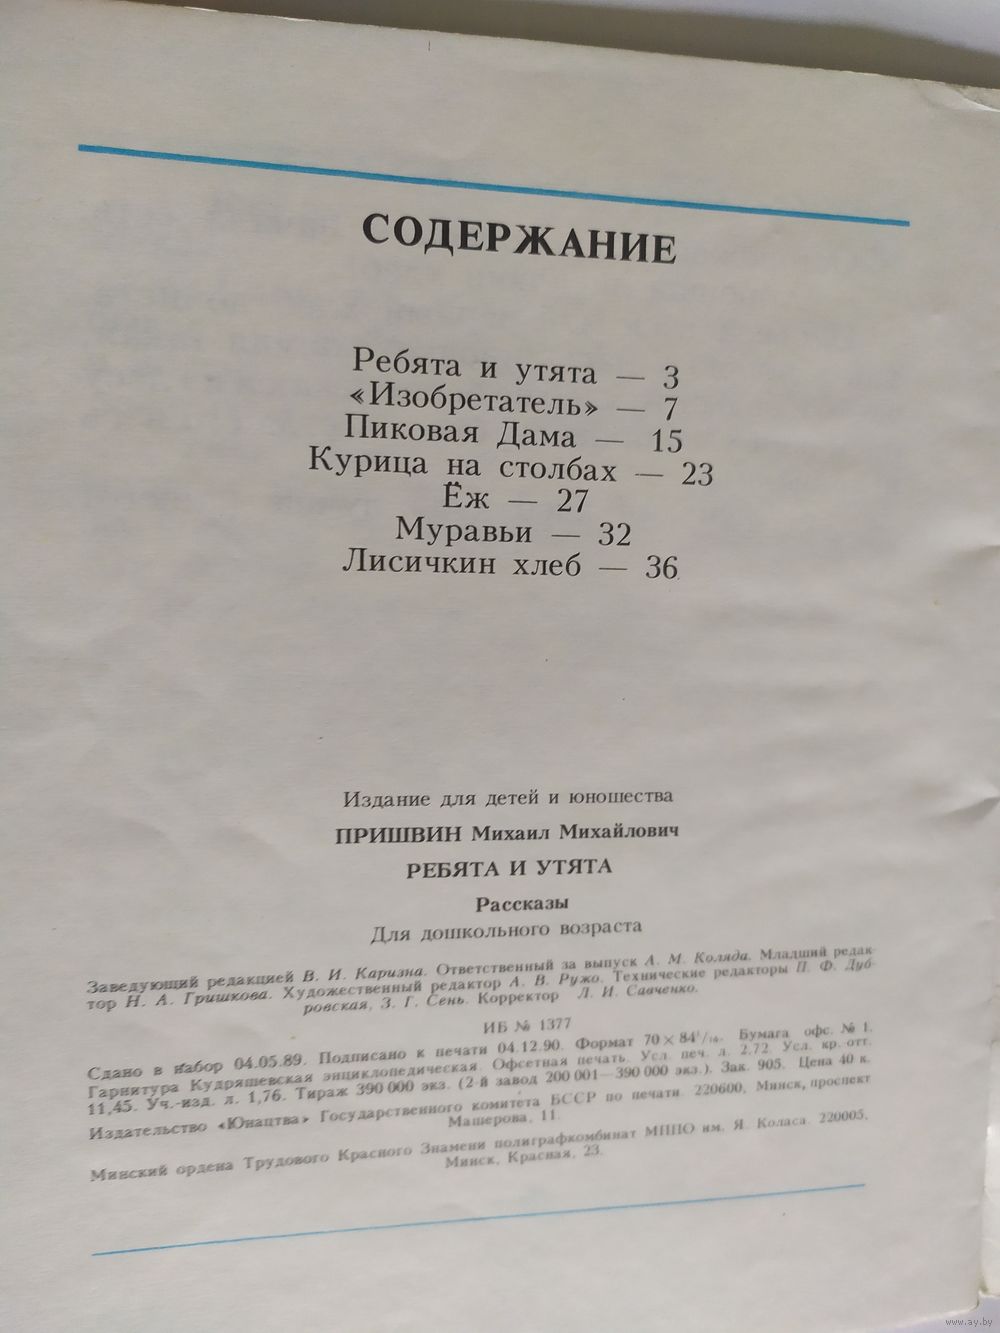 СОДЕРЖАНИЕ
Ребята и утята — 3
«Изобретатель» — 7
Пиковая Дама — 15
Курица на столбах — 23
Ёж — 27
Муравьи — 32
Лисичкин хлеб — 36
Издание для детей и юношества
ПРИШВИН Михаил Михайлович
РЕБЯТА И УТЯТА
Рассказы
Для дошкольного возраста
Заведующий редакцией В. И. Каризна. Ответственный за выпуск А. М. Коляда. Младший редак-
тор Н. А. Гришкова. Художественный редактор А. В. Ружо. Технические редакторы П. Ф. Дуб-
ровская, З. Г. Сень. Корректор Л. И. Савченко.
ИБ № 1377
Сдано в набор 04.05.89. Подписано к печати 04.12.90. Формат 70×84¹/₁₆. Бумага офс. № 1.
Гарнитура Кудряшевская энциклопедическая. Офсетная печать. Усл. печ. л. 2,72. Усл. кр.-отт.
11,45. Уч.-изд. л. 1,76. Тираж 390 000 экз. (2-й завод 200 001—390 000 экз.). Зак. 905. Цена 40 к.
Издательство «Юнацтва» Государственного комитета БССР по печати. 220600, Минск, проспект
Машерова, 11.
Минский ордена Трудового Красного Знамени полиграфкомбинат МППО им. Я. Коласа. 220005,
Минск, Красная, 23.
www.ay.by